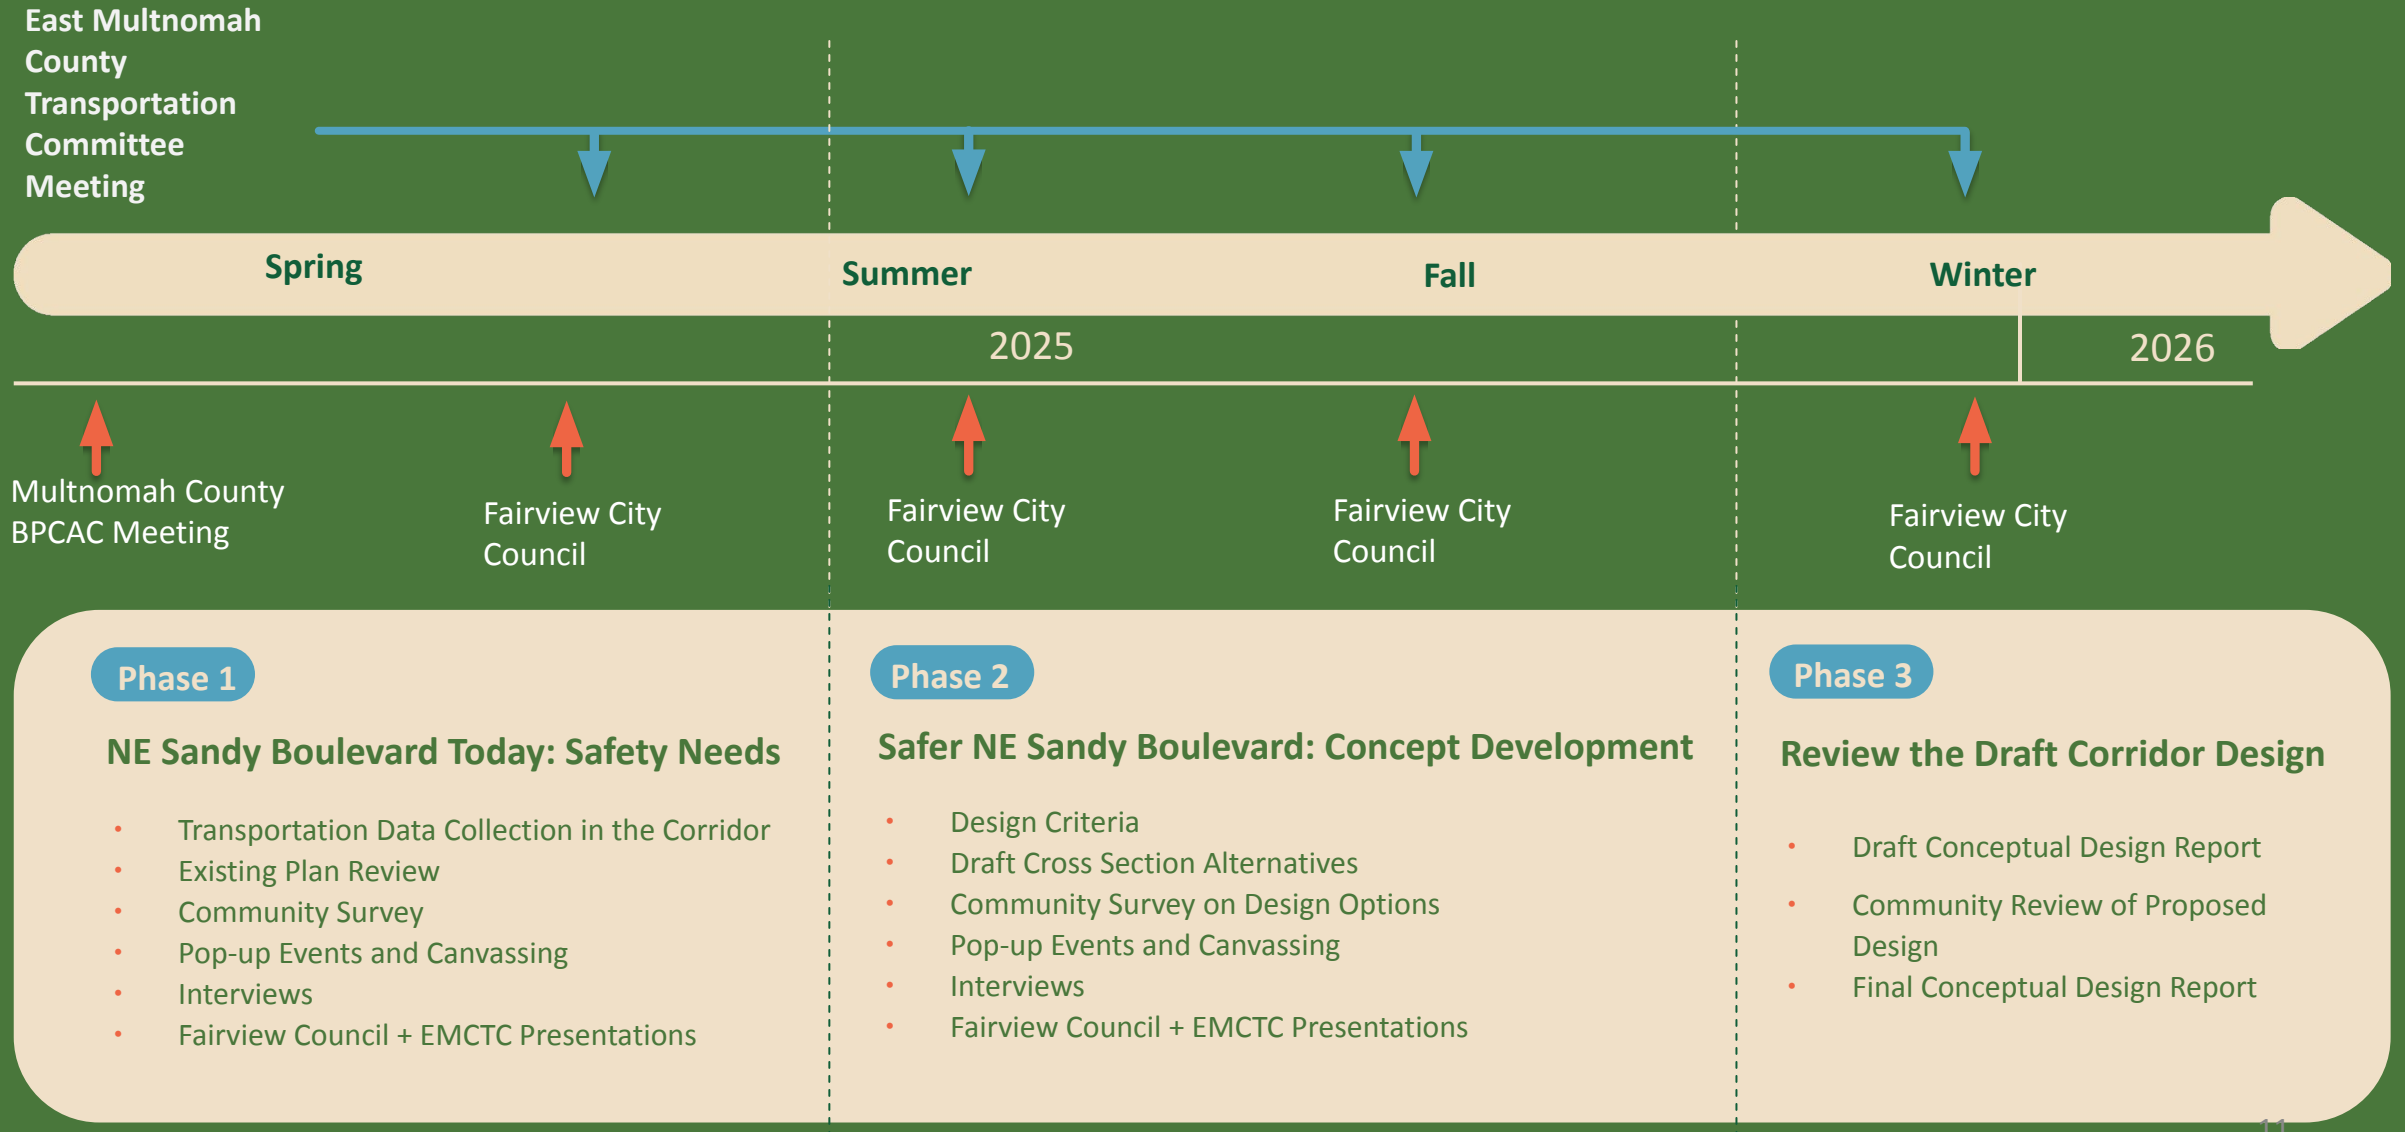 East Multnomah
County
Transportation
Committee
Meeting
Spring
Summer
Fall
Winter
2025
2026
Multnomah County
BPCAC Meeting
Fairview City
Council
Fairview City
Council
Fairview City
Council
Fairview City
Council
Phase 1
NE Sandy Boulevard Today: Safety Needs
• Transportation Data Collection in the Corridor
• Existing Plan Review
• Community Survey
• Pop-up Events and Canvassing
• Interviews
• Fairview Council + EMCTC Presentations
Phase 2
Safer NE Sandy Boulevard: Concept Development
• Design Criteria
• Draft Cross Section Alternatives
• Community Survey on Design Options
• Pop-up Events and Canvassing
• Interviews
• Fairview Council + EMCTC Presentations
Phase 3
Review the Draft Corridor Design
• Draft Conceptual Design Report
• Community Review of Proposed
Design
• Final Conceptual Design Report
11